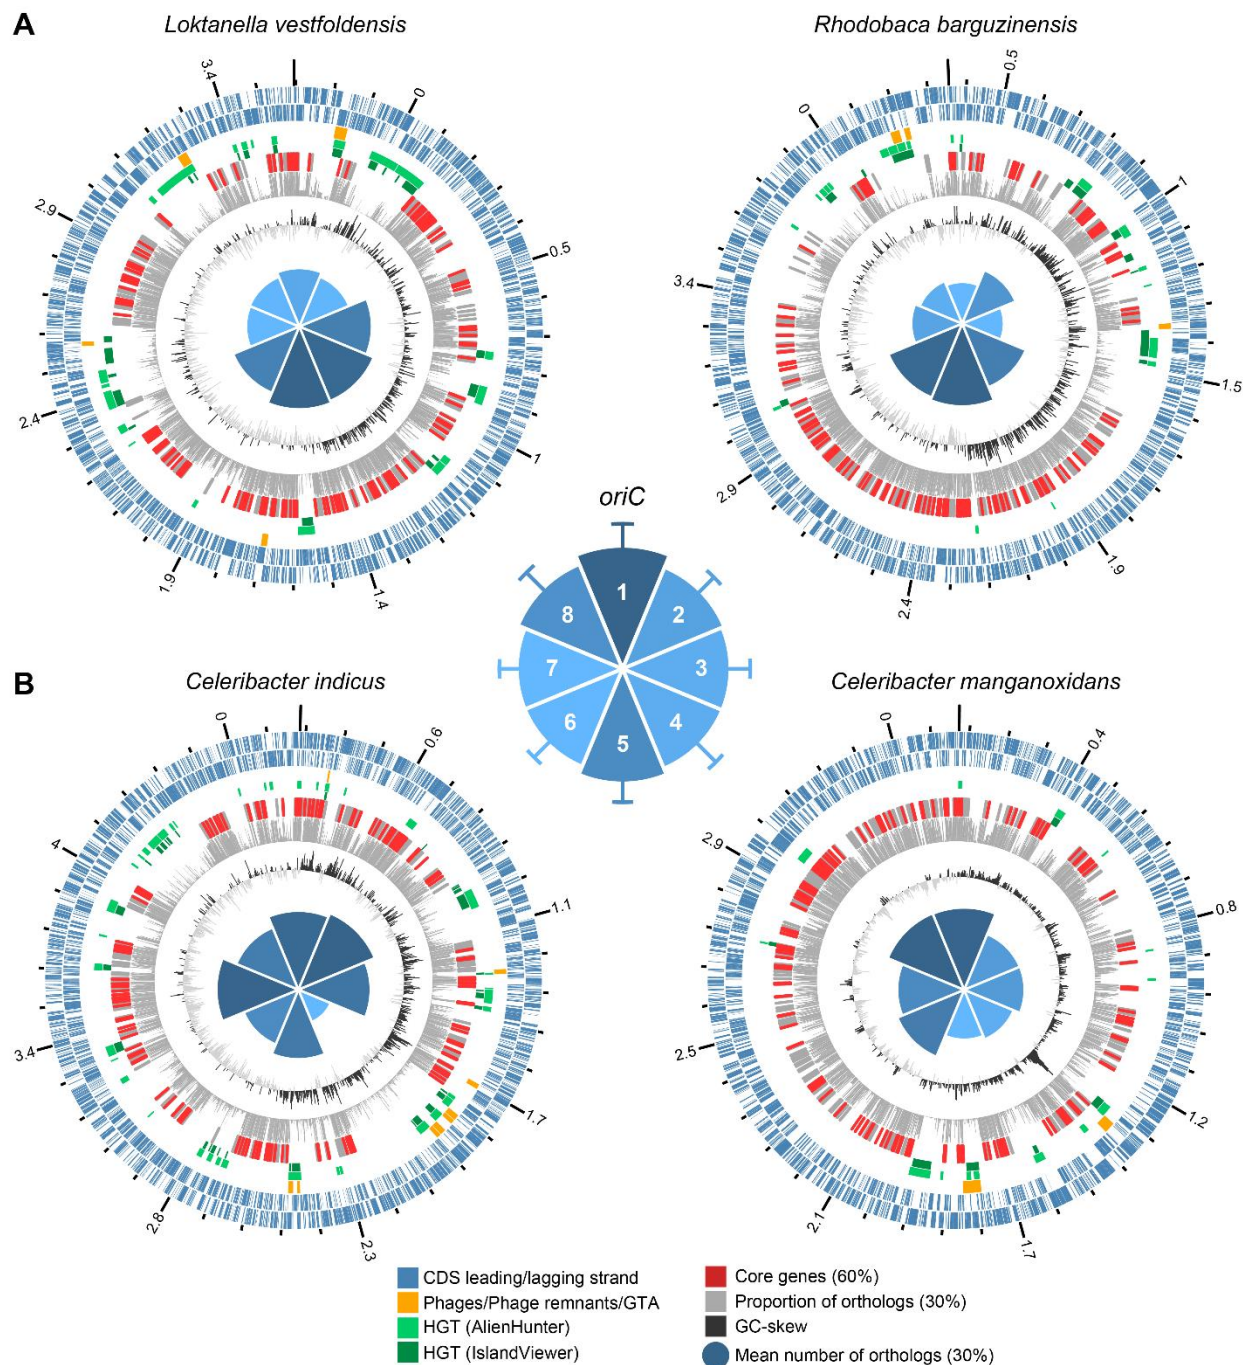 A
Loktanella vestfoldensis
Rhodobaca barguzinensis
3.4
0
0.5
1
1.4
1.9
2.4
2.9
0
0.5
1
1.5
1.9
2.4
2.9
3.4
oriC
1
2
3
4
5
6
7
8
B
Celeribacter indicus
Celeribacter manganoxidans
0
0.6
1.1
1.7
2.3
2.8
3.4
4
0
0.4
0.8
1.2
1.7
2.1
2.5
2.9
CDS leading/lagging strand
Phages/Phage remnants/GTA
HGT (AlienHunter)
HGT (IslandViewer)
Core genes (60%)
Proportion of orthologs (30%)
GC-skew
Mean number of orthologs (30%)